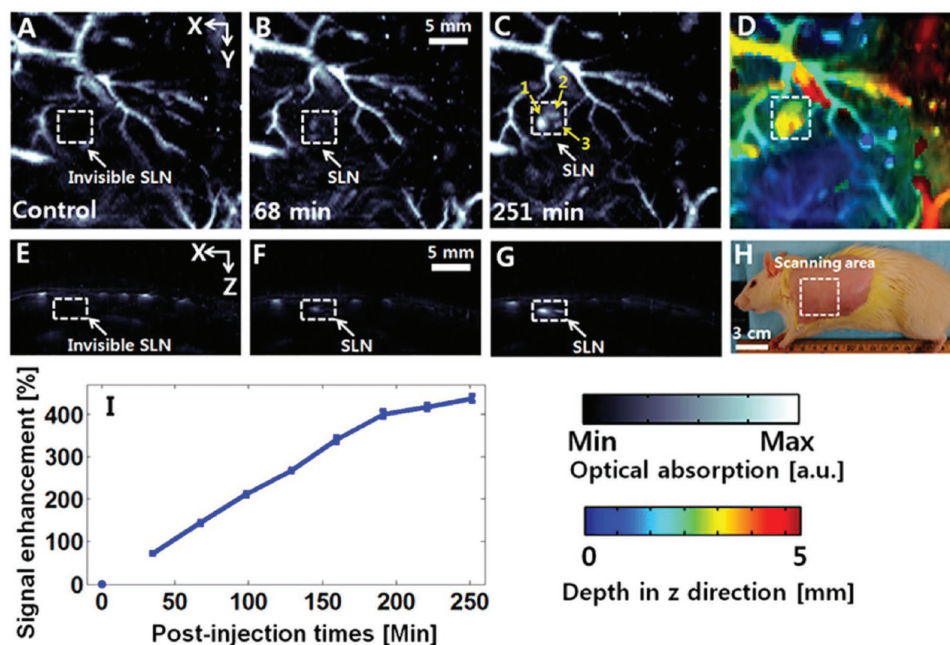 A
X
Y
Invisible SLN
Control
B
5 mm
SLN
68 min
C
1
2
3
SLN
251 min
D
E
X
Z
Invisible SLN
F
5 mm
SLN
G
SLN
H
Scanning area
3 cm
I
Signal enhancement [%]
400
300
200
100
0
0
50
100
150
200
250
Post-injection times [Min]
Min
Max
Optical absorption [a.u.]
0
5
Depth in z direction [mm]